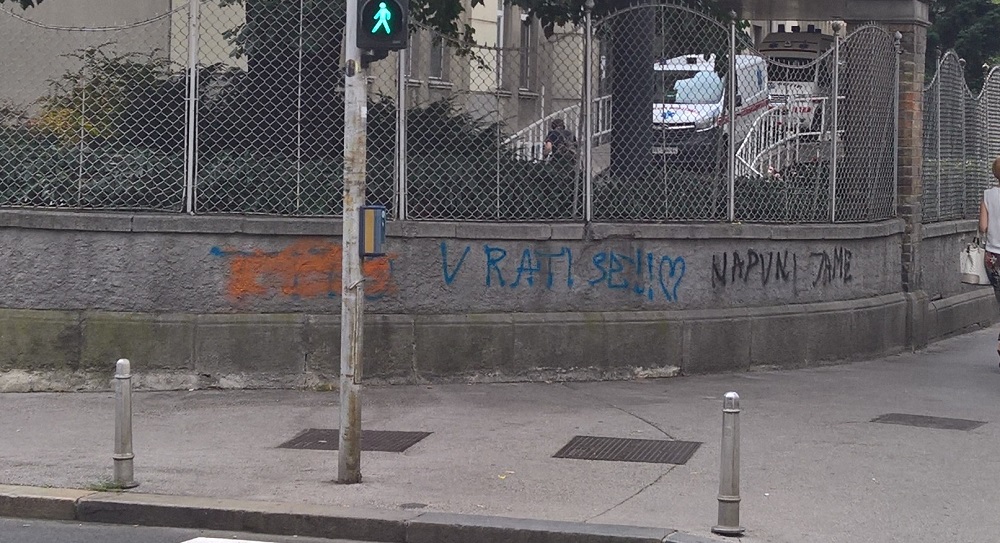 VRATI SE!!! ♡ NAPUNI JAME